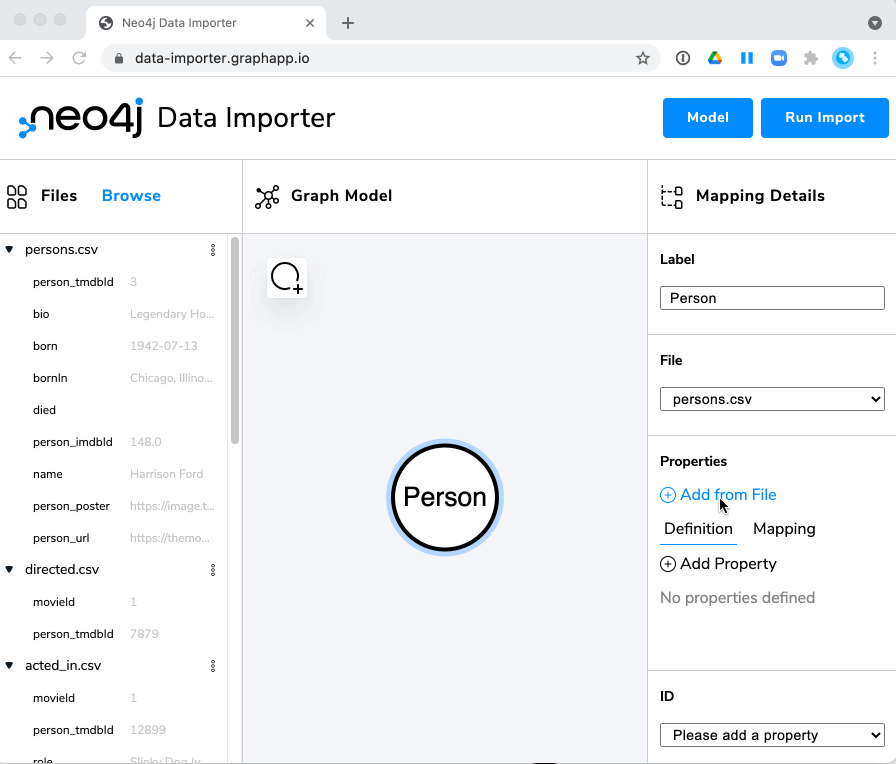 Neo4j Data Importer
data-importer.graphapp.io
neo4j Data Importer
Model
Run Import
Files
Browse
Graph Model
Mapping Details
persons.csv
person_tmdbId 3
bio Legendary Ho...
born 1942-07-13
bornIn Chicago, Illino...
died
person_imdbId 148.0
name Harrison Ford
person_poster https://image.t...
person_url https://themo...
directed.csv
movieId 1
person_tmdbId 7879
acted_in.csv
movieId 1
person_tmdbId 12899
role Slinky Dog (v...
Person
Label
Person
File
persons.csv
Properties
Add from File
Definition Mapping
Add Property
No properties defined
ID
Please add a property